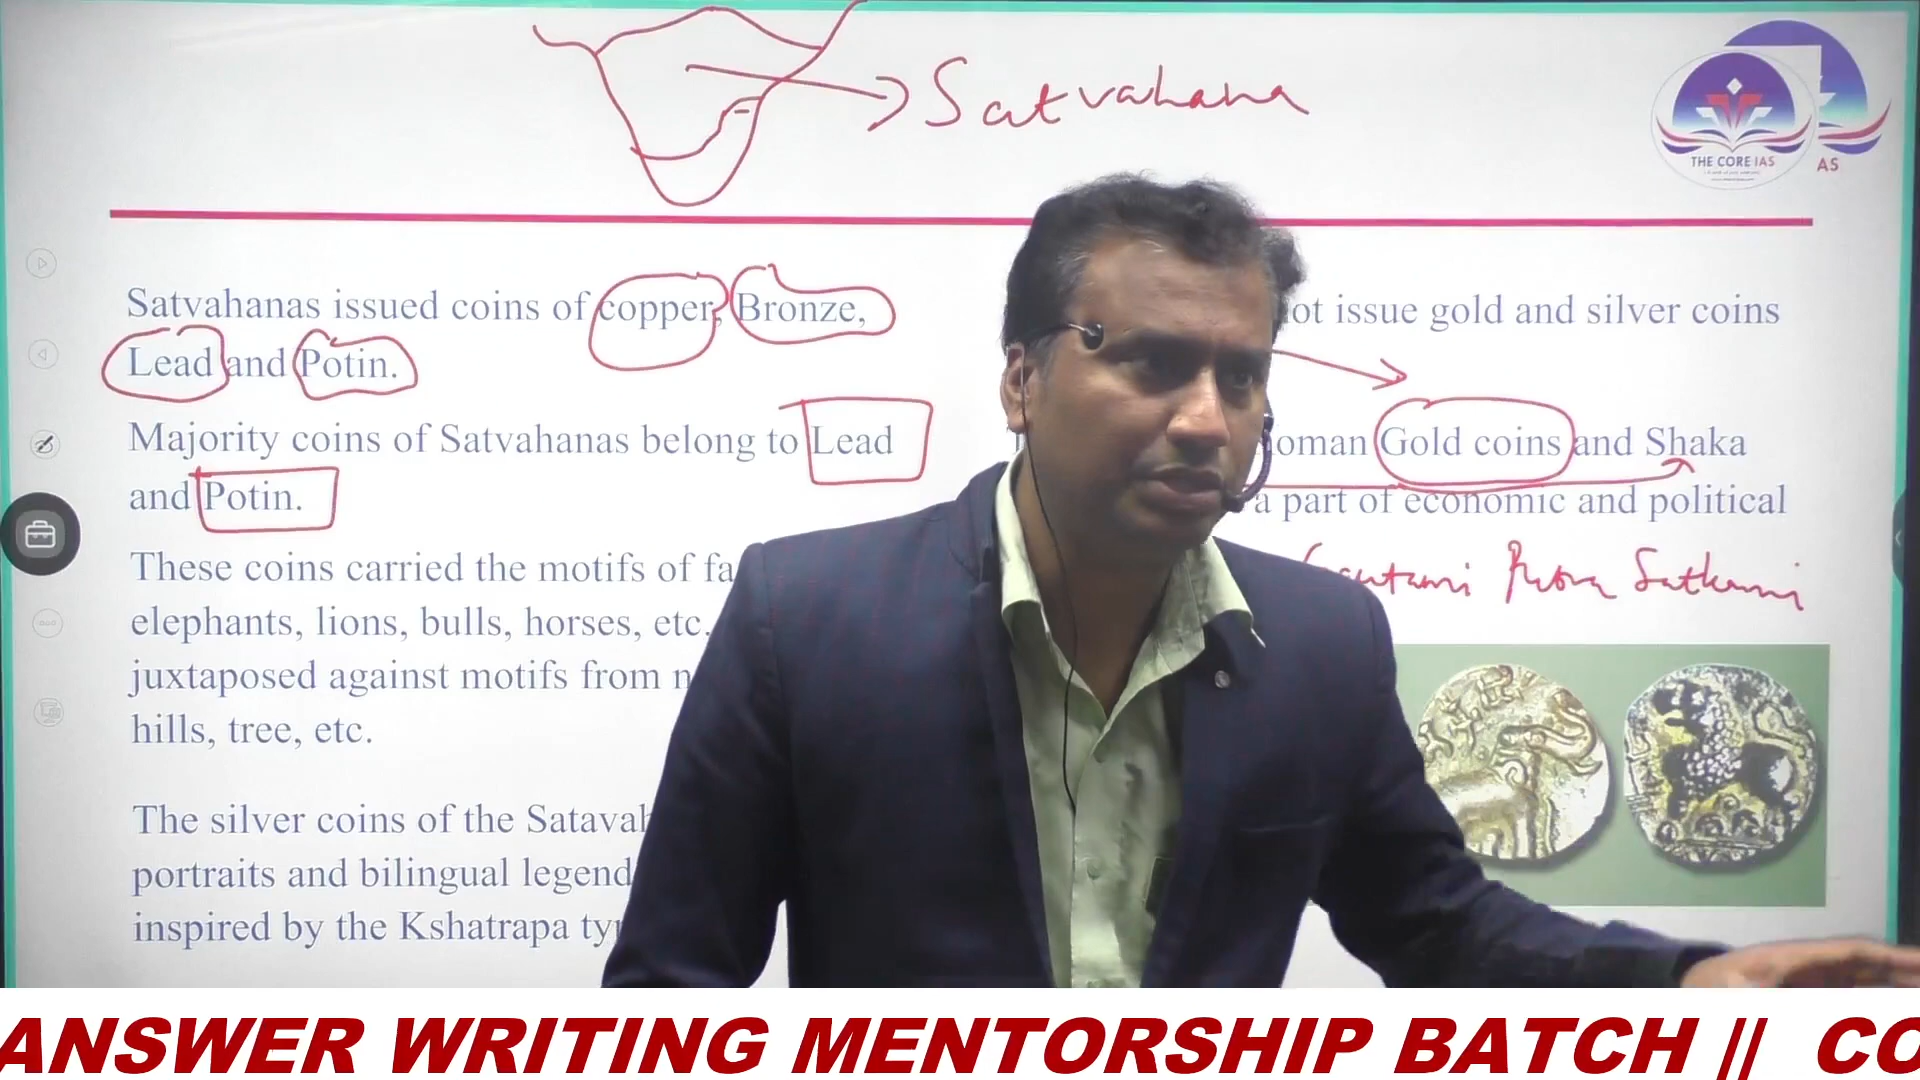 Satvahana
THE CORE IAS
AS
Satvahanas issued coins of copper, Bronze,
Lead and Potin.
Majority coins of Satvahanas belong to Lead
and Potin.
These coins carried the motifs of fa
elephants, lions, bulls, horses, etc.
juxtaposed against motifs from n
hills, tree, etc.
The silver coins of the Satavah
portraits and bilingual legend
inspired by the Kshatrapa ty
ot issue gold and silver coins
oman Gold coins and Shaka
a part of economic and political
Gautami Putra Satkarni
ANSWER WRITING MENTORSHIP BATCH || CO